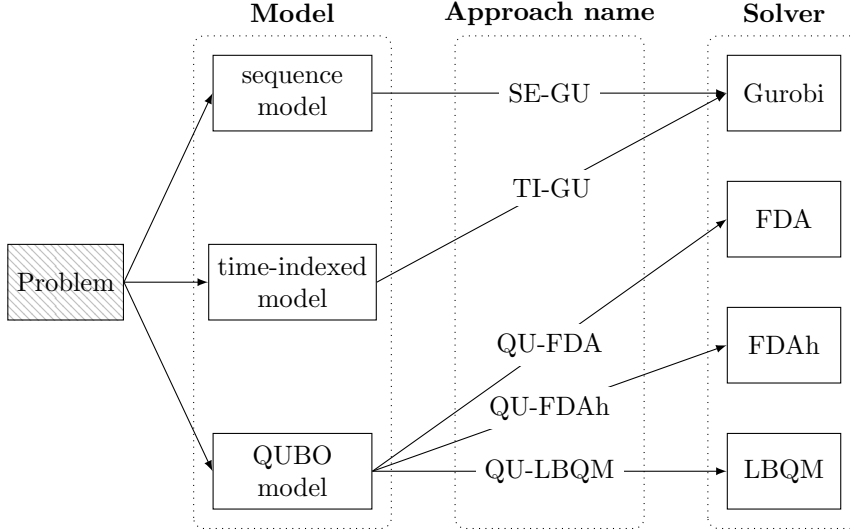 Model
Approach name
Solver
sequence
model
SE-GU
Gurobi
TI-GU
FDA
Problem
time-indexed
model
QU-FDA
FDAh
QU-FDAh
QUBO
model
QU-LBQM
LBQM